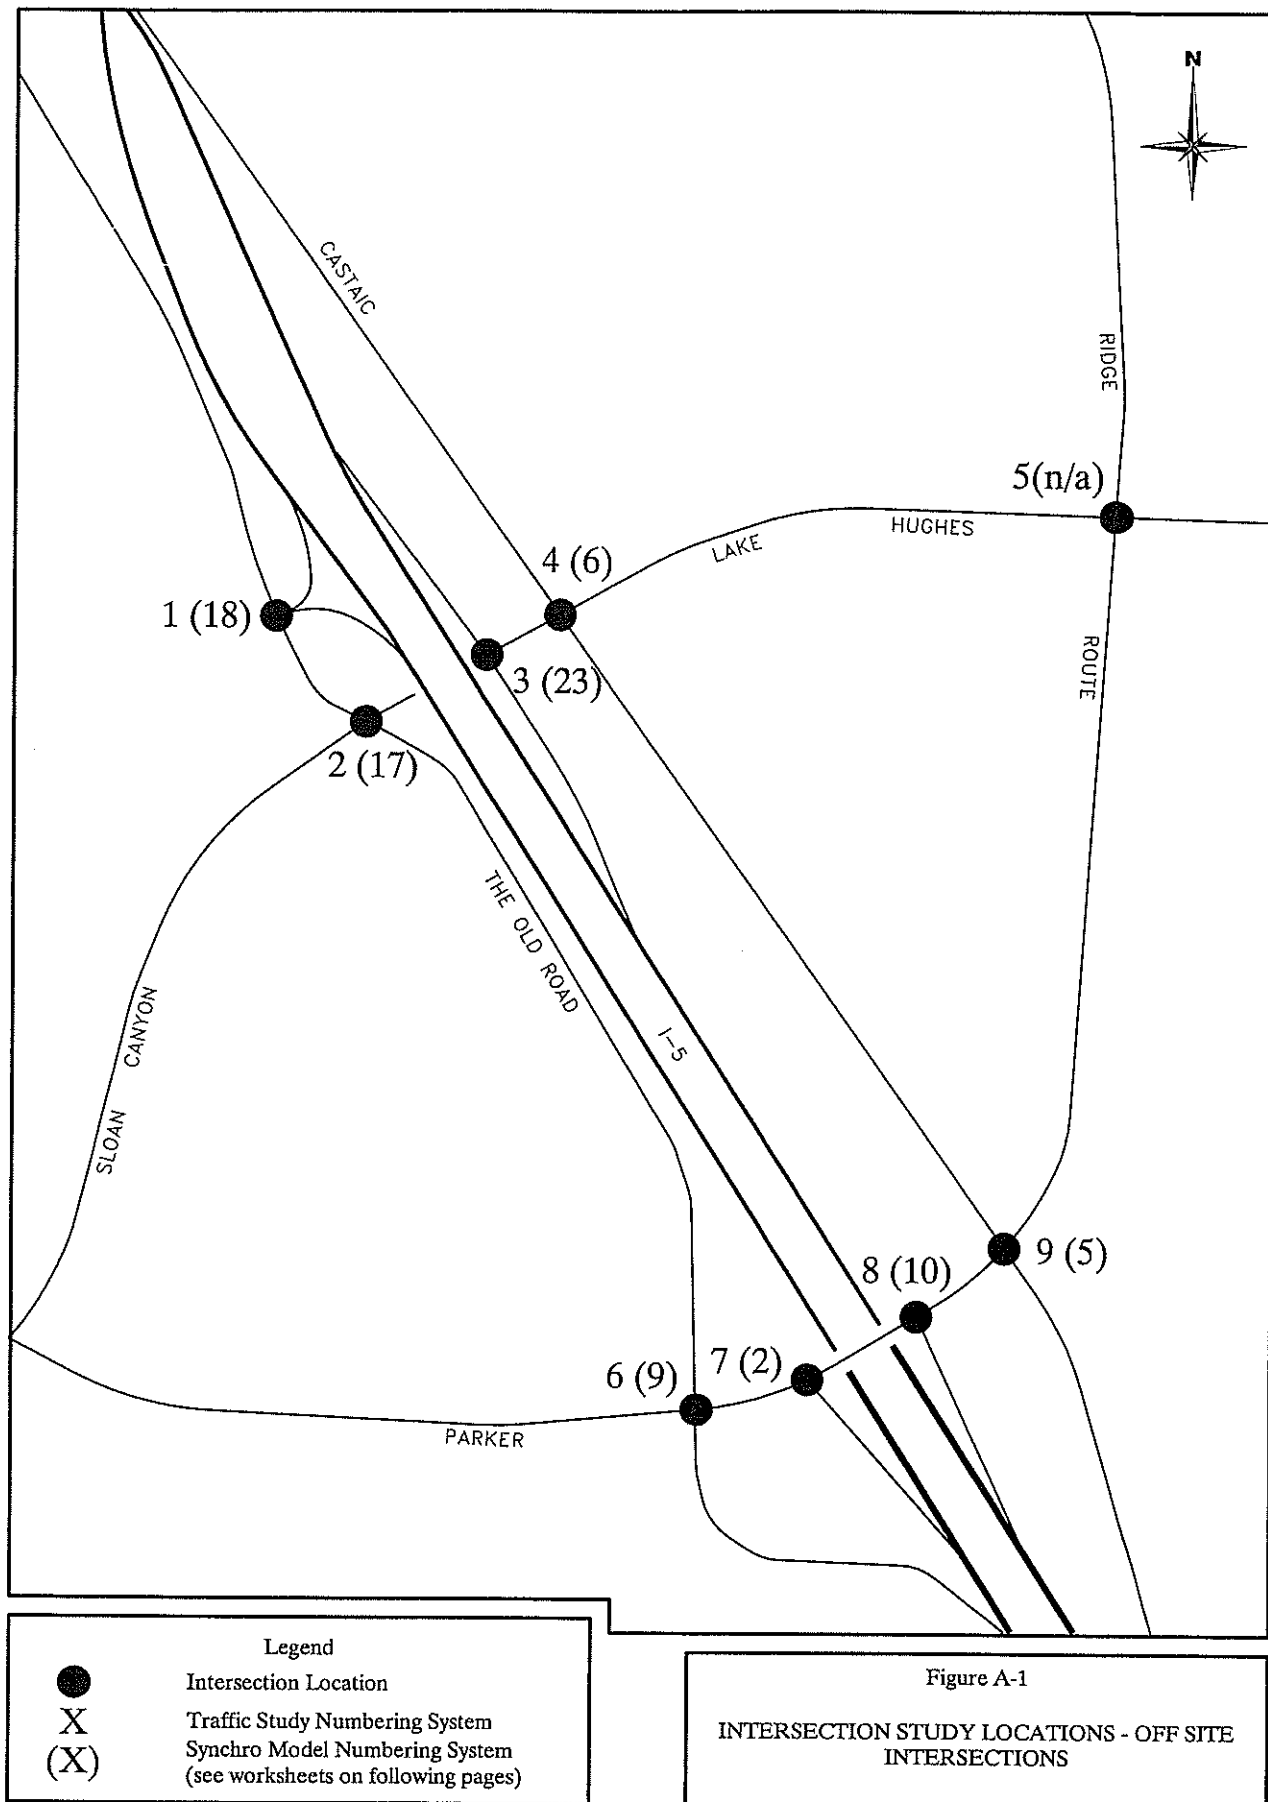 N
CASTAIC
RIDGE
5(n/a)
HUGHES
LAKE
4 (6)
1 (18)
3 (23)
ROUTE
2 (17)
THE OLD ROAD
I-5
SLOAN CANYON
9 (5)
8 (10)
7 (2)
6 (9)
PARKER
Legend
Intersection Location
X Traffic Study Numbering System
(X) Synchro Model Numbering System
(see worksheets on following pages)
Figure A-1
INTERSECTION STUDY LOCATIONS - OFF SITE
INTERSECTIONS